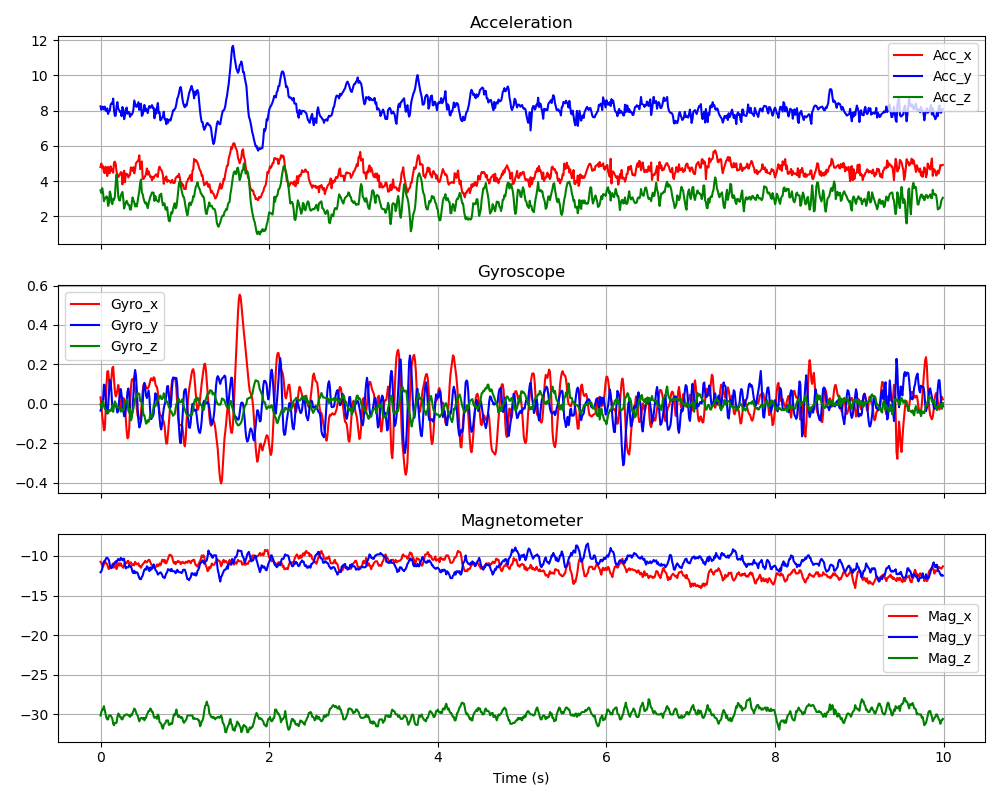 Acceleration
12
10
8
6
4
2
Acc_x
Acc_y
Acc_z
Gyroscope
0.6
0.4
0.2
0.0
−0.2
−0.4
Gyro_x
Gyro_y
Gyro_z
Magnetometer
−10
−15
−20
−25
−30
Mag_x
Mag_y
Mag_z
0 2 4 6 8 10
Time (s)